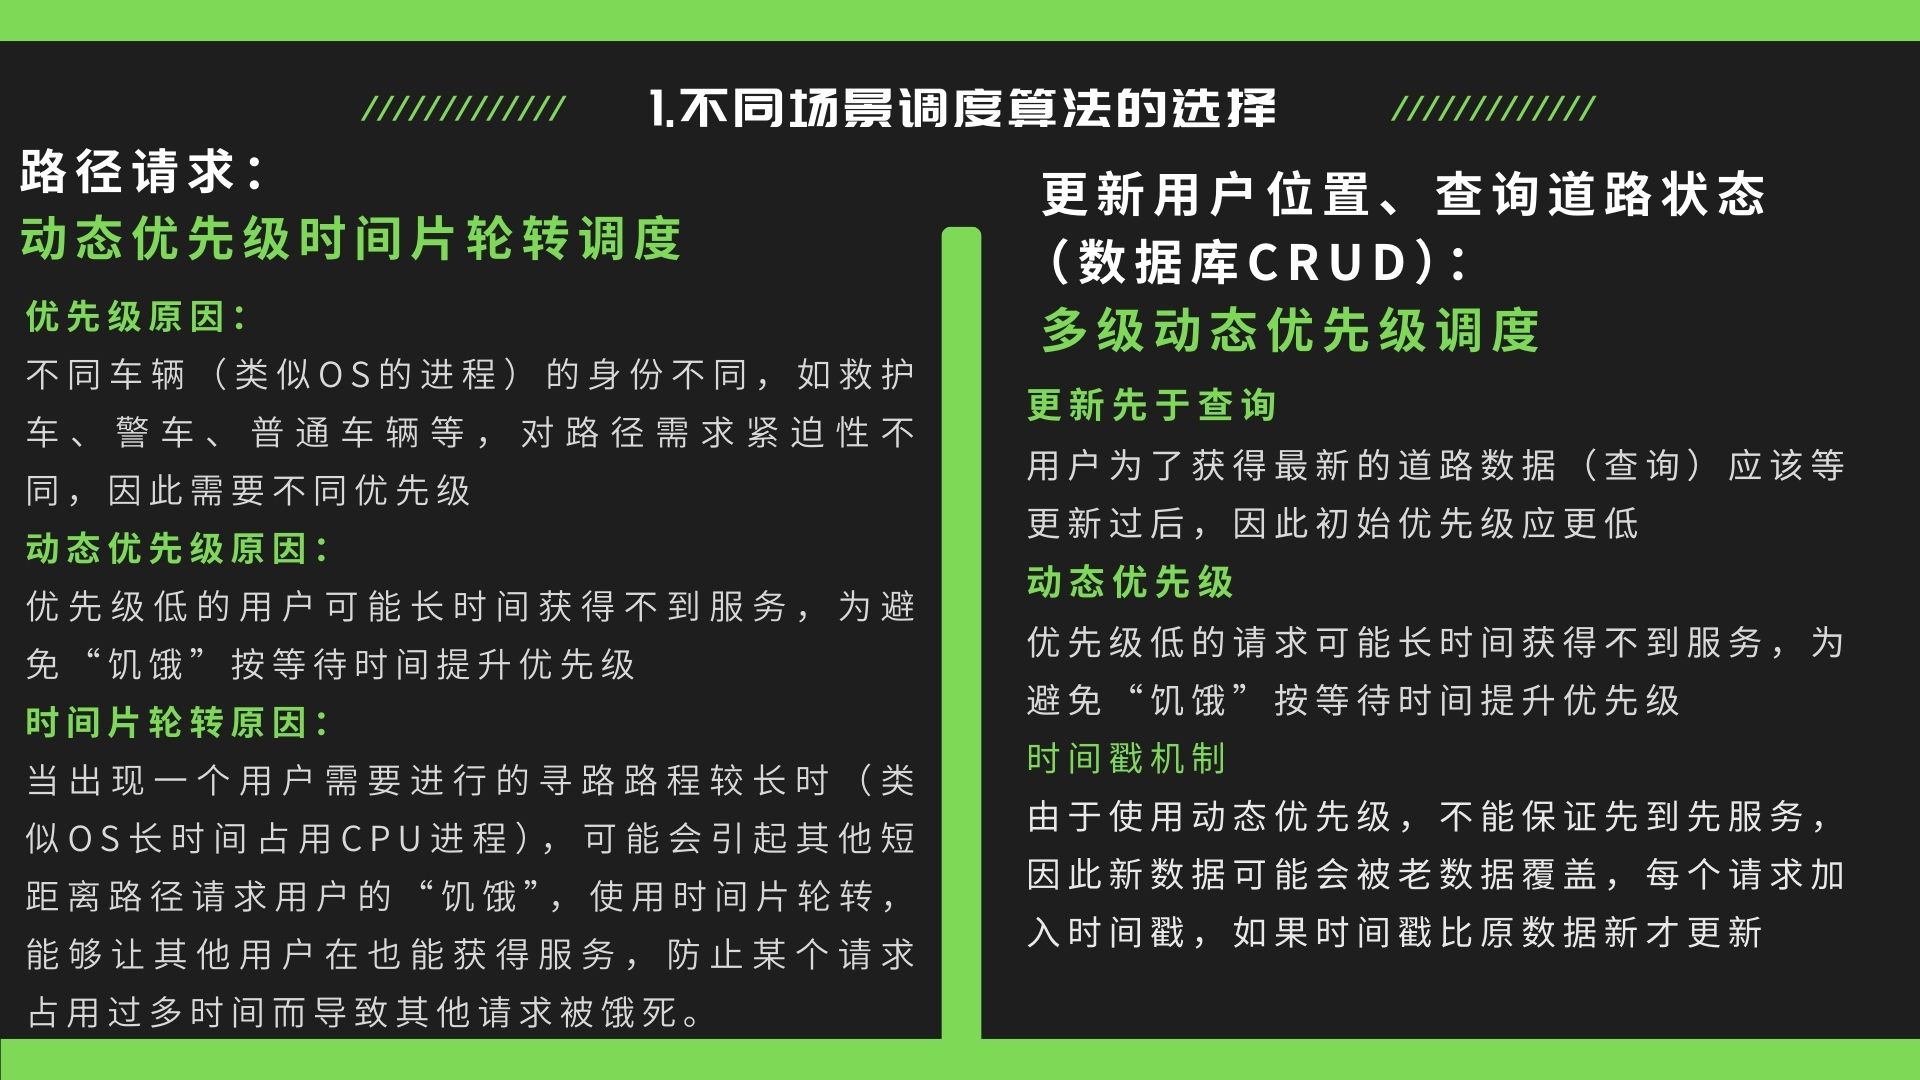 1.不同场景调度算法的选择
路径请求：
动态优先级时间片轮转调度
优先级原因：
不同车辆（类似OS的进程）的身份不同，如救护
车、警车、普通车辆等，对路径需求紧迫性不
同，因此需要不同优先级
动态优先级原因：
优先级低的用户可能长时间获得不到服务，为避
免“饥饿”按等待时间提升优先级
时间片轮转原因：
当出现一个用户需要进行的寻路路程较长时（类
似OS长时间占用CPU进程），可能会引起其他短
距离路径请求用户的“饥饿”，使用时间片轮转，
能够让其他用户在也能获得服务，防止某个请求
占用过多时间而导致其他请求被饿死。
更新用户位置、查询道路状态
（数据库CRUD）：
多级动态优先级调度
更新先于查询
用户为了获得最新的道路数据（查询）应该等
更新过后，因此初始优先级应更低
动态优先级
优先级低的请求可能长时间获得不到服务，为
避免“饥饿”按等待时间提升优先级
时间戳机制
由于使用动态优先级，不能保证先到先服务，
因此新数据可能会被老数据覆盖，每个请求加
入时间戳，如果时间戳比原数据新才更新